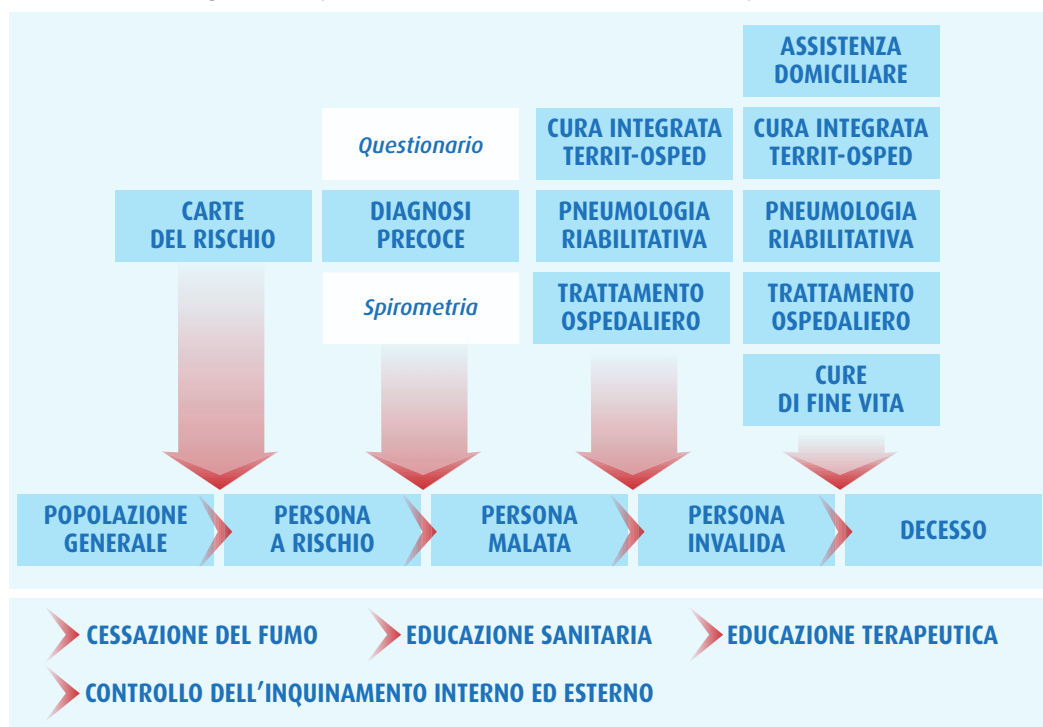 ASSISTENZA
DOMICILIARE
Questionario
CURA INTEGRATA
TERRIT-OSPED
CURA INTEGRATA
TERRIT-OSPED
CARTE
DEL RISCHIO
DIAGNOSI
PRECOCE
PNEUMOLOGIA
RIABILITATIVA
PNEUMOLOGIA
RIABILITATIVA
Spirometria
TRATTAMENTO
OSPEDALIERO
TRATTAMENTO
OSPEDALIERO
CURE
DI FINE VITA
POPOLAZIONE
GENERALE
PERSONA
A RISCHIO
PERSONA
MALATA
PERSONA
INVALIDA
DECESSO
CESSAZIONE DEL FUMO
EDUCAZIONE SANITARIA
EDUCAZIONE TERAPEUTICA
CONTROLLO DELL’INQUINAMENTO INTERNO ED ESTERNO